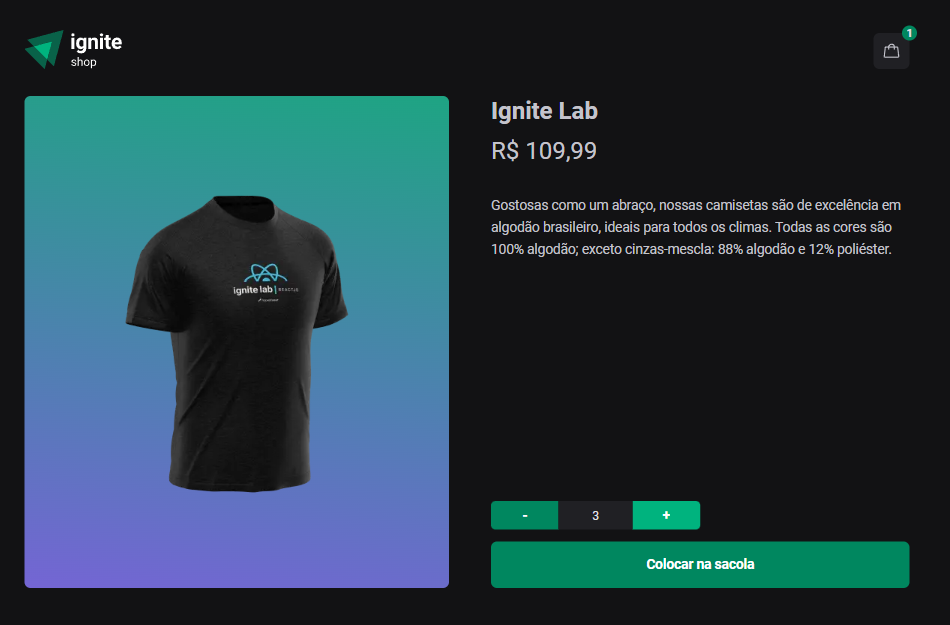 ignite
shop
1
Ignite Lab
R$ 109,99
Gostosas como um abraço, nossas camisetas são de excelência em
algodão brasileiro, ideais para todos os climas. Todas as cores são
100% algodão; exceto cinzas-mescla: 88% algodão e 12% poliéster.
ignite lab | REACTJS
- 3 +
Colocar na sacola